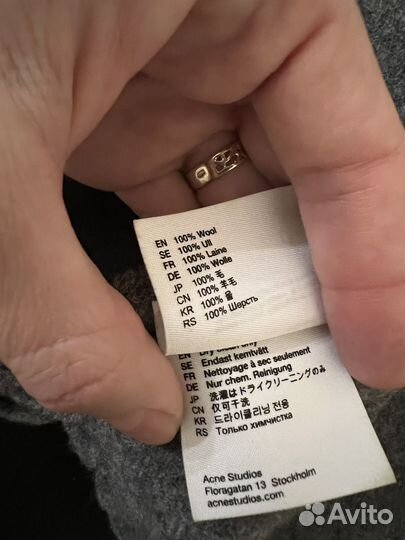 EN 100% Wool
SE 100% Ull
FR 100% Laine
DE 100% Wolle
JP 100% 毛
CN 100% 羊毛
KR 100% 울
RS 100% Шерсть
EN Dry clean only
SE Endast kemtvätt
FR Nettoyage à sec seulement
DE Nur chem. Reinigung
JP 洗濯はドライクリーニングのみ
CN 仅可干洗
KR 드라이클리닝 전용
RS Только химчистка
Acne Studios
Floragatan 13 Stockholm
acnestudios.com
Avito